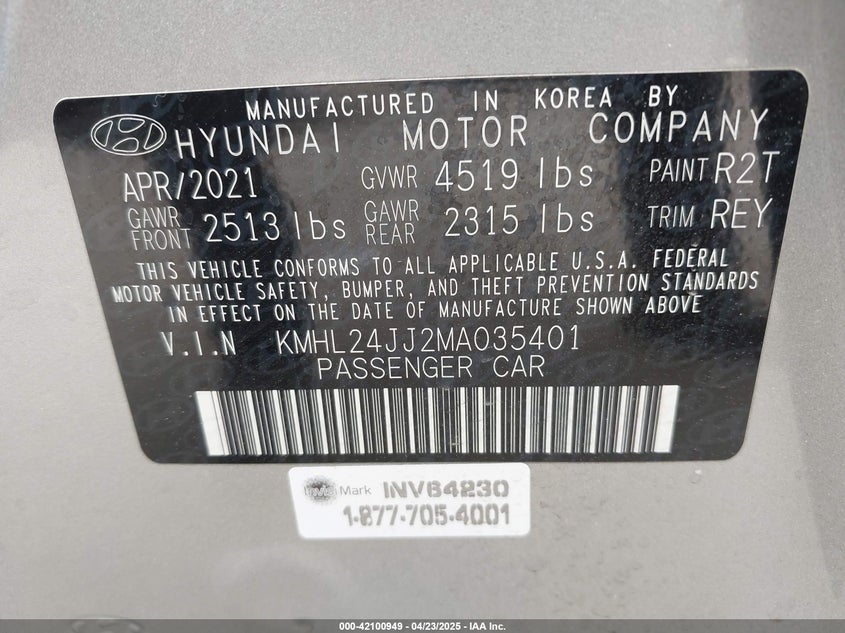 MANUFACTURED IN KOREA BY
HYUNDAI MOTOR COMPANY
APR/2021 GVWR 4519 lbs PAINT R2T
GAWR FRONT 2513 lbs GAWR REAR 2315 lbs TRIM REY
THIS VEHICLE CONFORMS TO ALL APPLICABLE U.S.A. FEDERAL
MOTOR VEHICLE SAFETY, BUMPER, AND THEFT PREVENTION STANDARDS
IN EFFECT ON THE DATE OF MANUFACTURE SHOWN ABOVE
V.I.N KMHL24JJ2MA035401
PASSENGER CAR
InvisiMark INV64230
1-877-705-4001
000-42100949 - 04/23/2025 - IAA Inc.